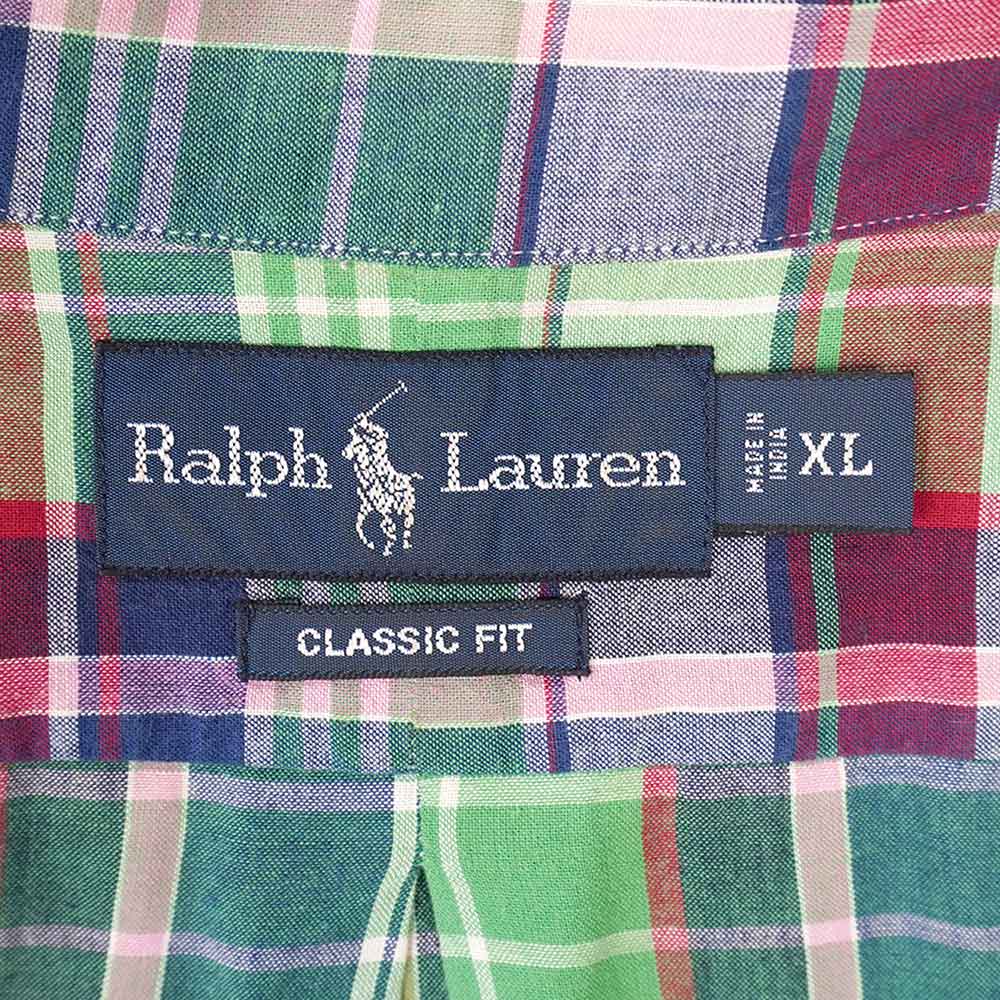 Ralph Lauren
MADE IN
INDIA
XL
CLASSIC FIT